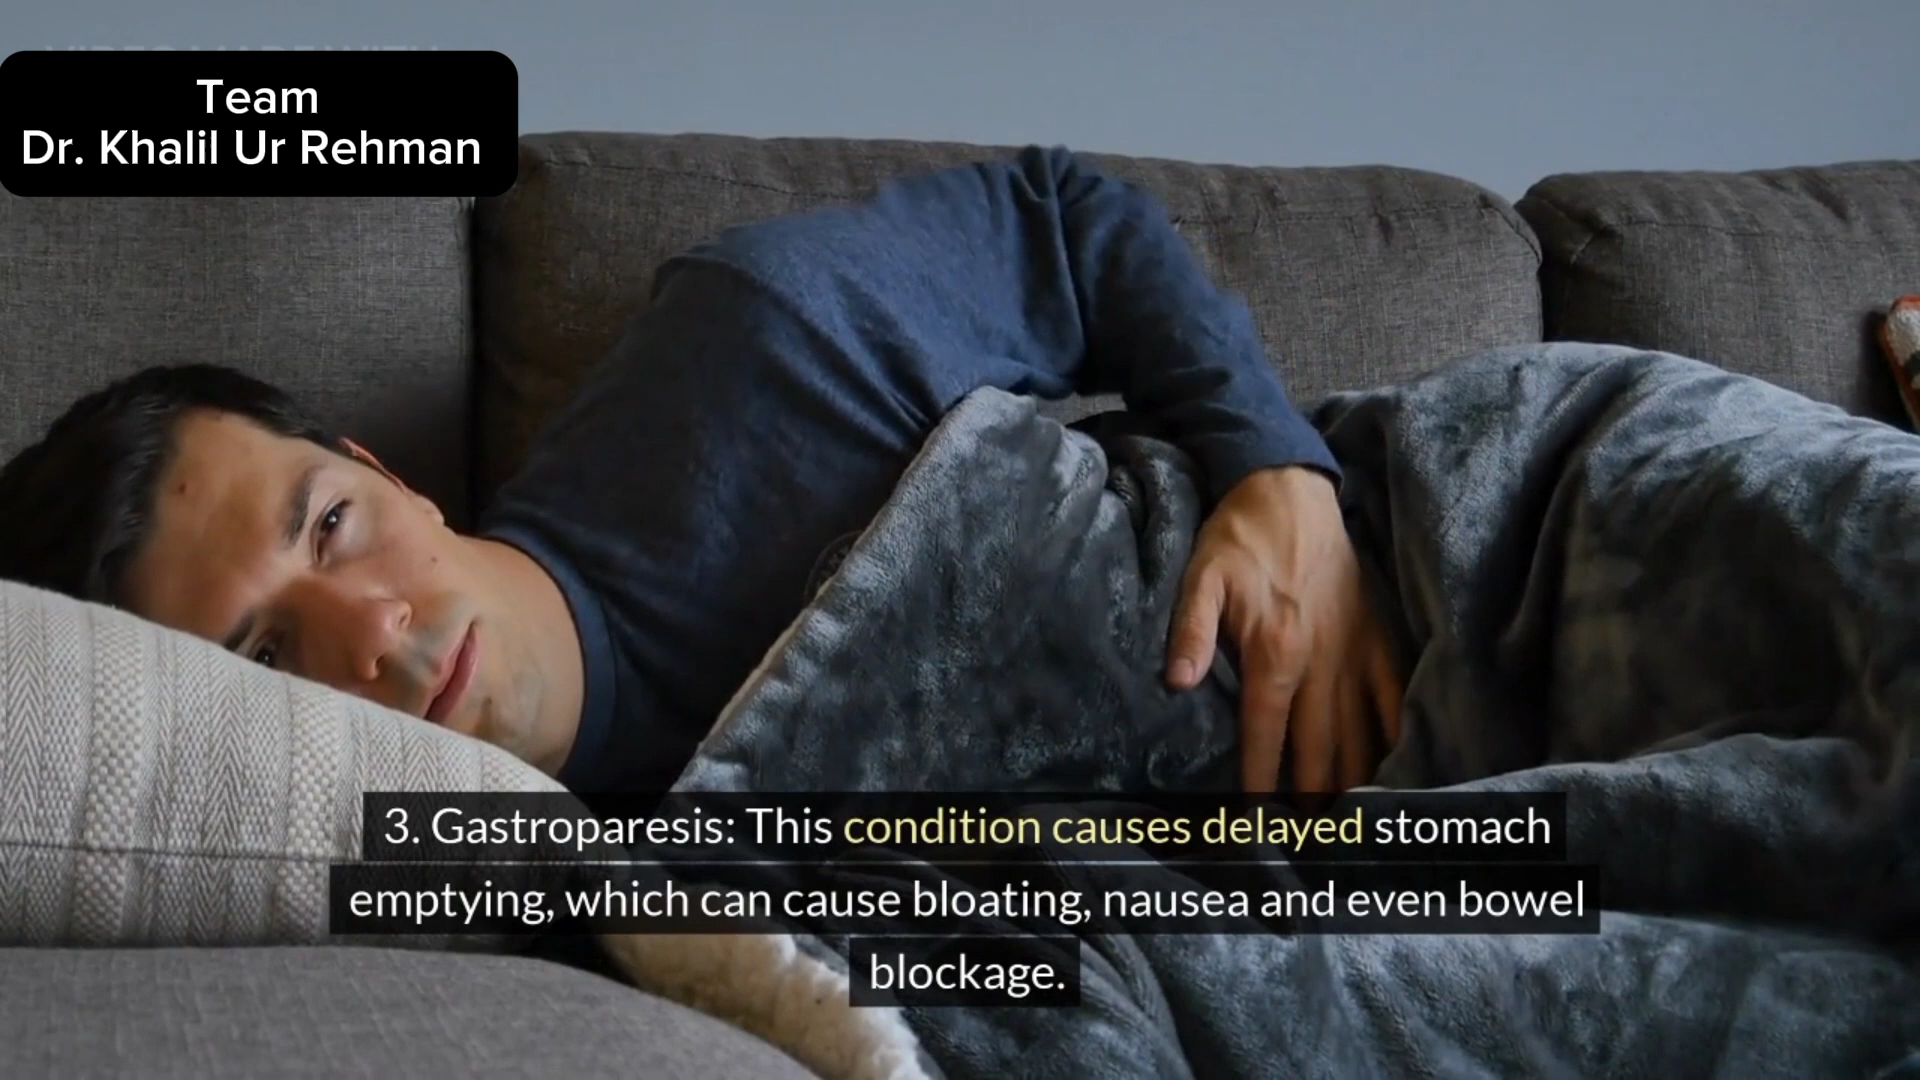 Team
Dr. Khalil Ur Rehman
3. Gastroparesis: This condition causes delayed stomach
emptying, which can cause bloating, nausea and even bowel
blockage.